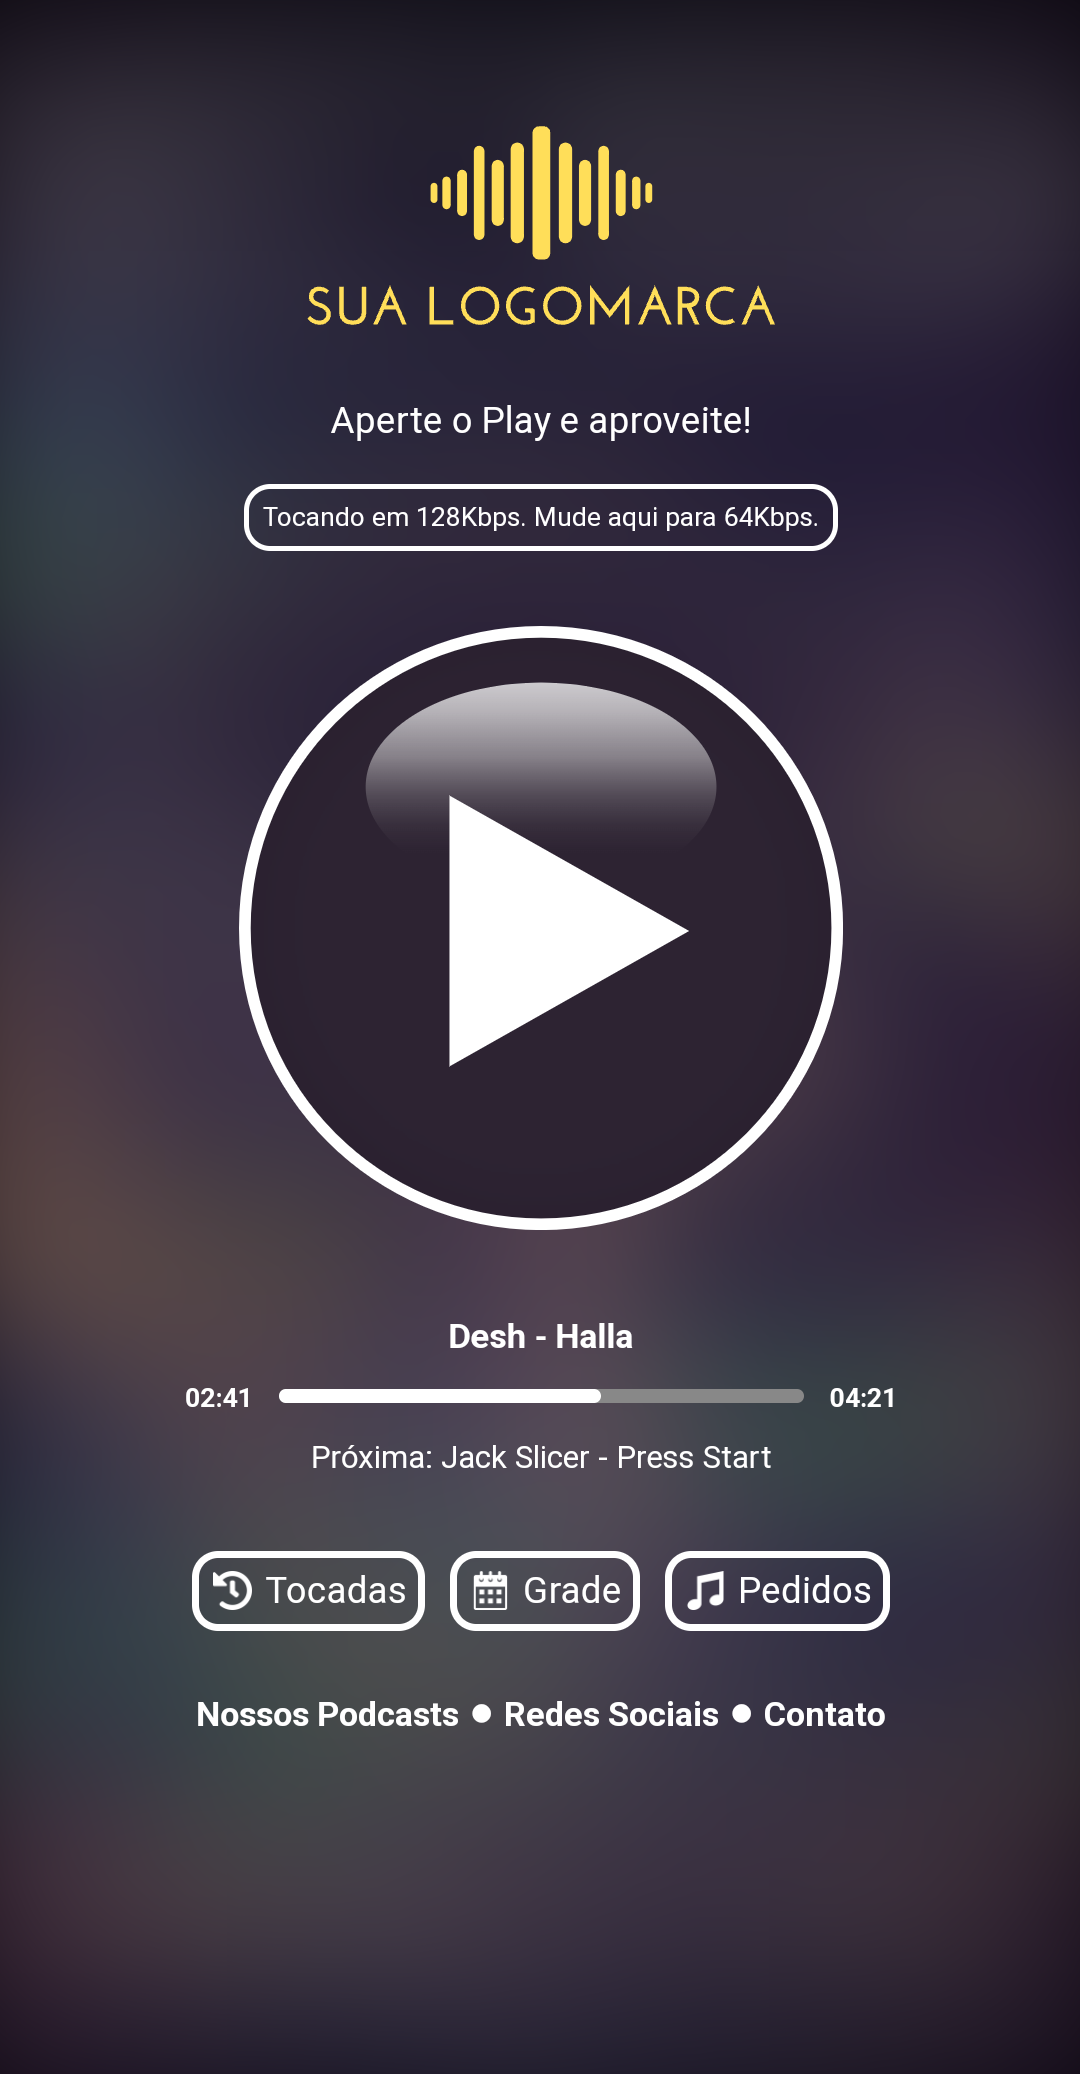 SUA LOGOMARCA
Aperte o Play e aproveite!
Tocando em 128Kbps. Mude aqui para 64Kbps.
Desh - Halla
02:41 04:21
Próxima: Jack Slicer - Press Start
Tocadas Grade Pedidos
Nossos Podcasts ● Redes Sociais ● Contato